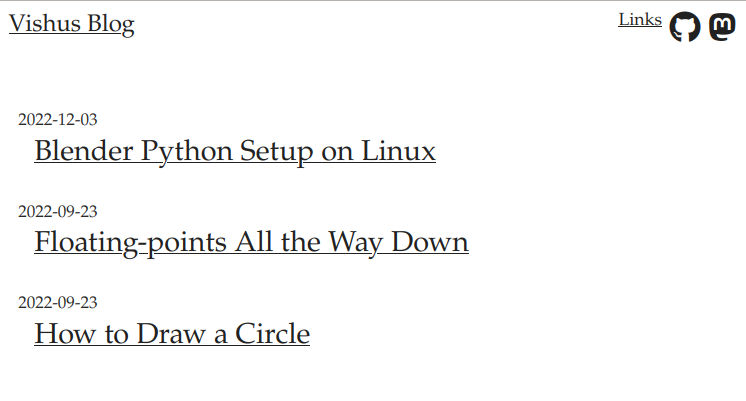 Vishus Blog
Links
2022-12-03
Blender Python Setup on Linux
2022-09-23
Floating-points All the Way Down
2022-09-23
How to Draw a Circle